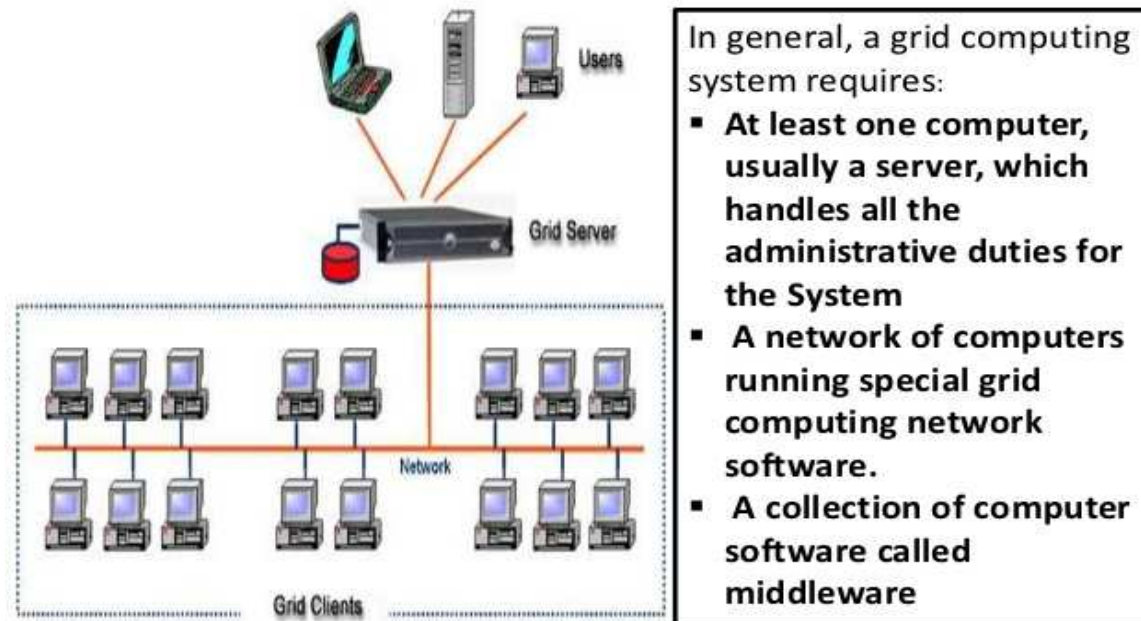 Users
Grid Server
Network
Grid Clients
In general, a grid computing
system requires:
▪ At least one computer,
usually a server, which
handles all the
administrative duties for
the System
▪ A network of computers
running special grid
computing network
software.
▪ A collection of computer
software called
middleware